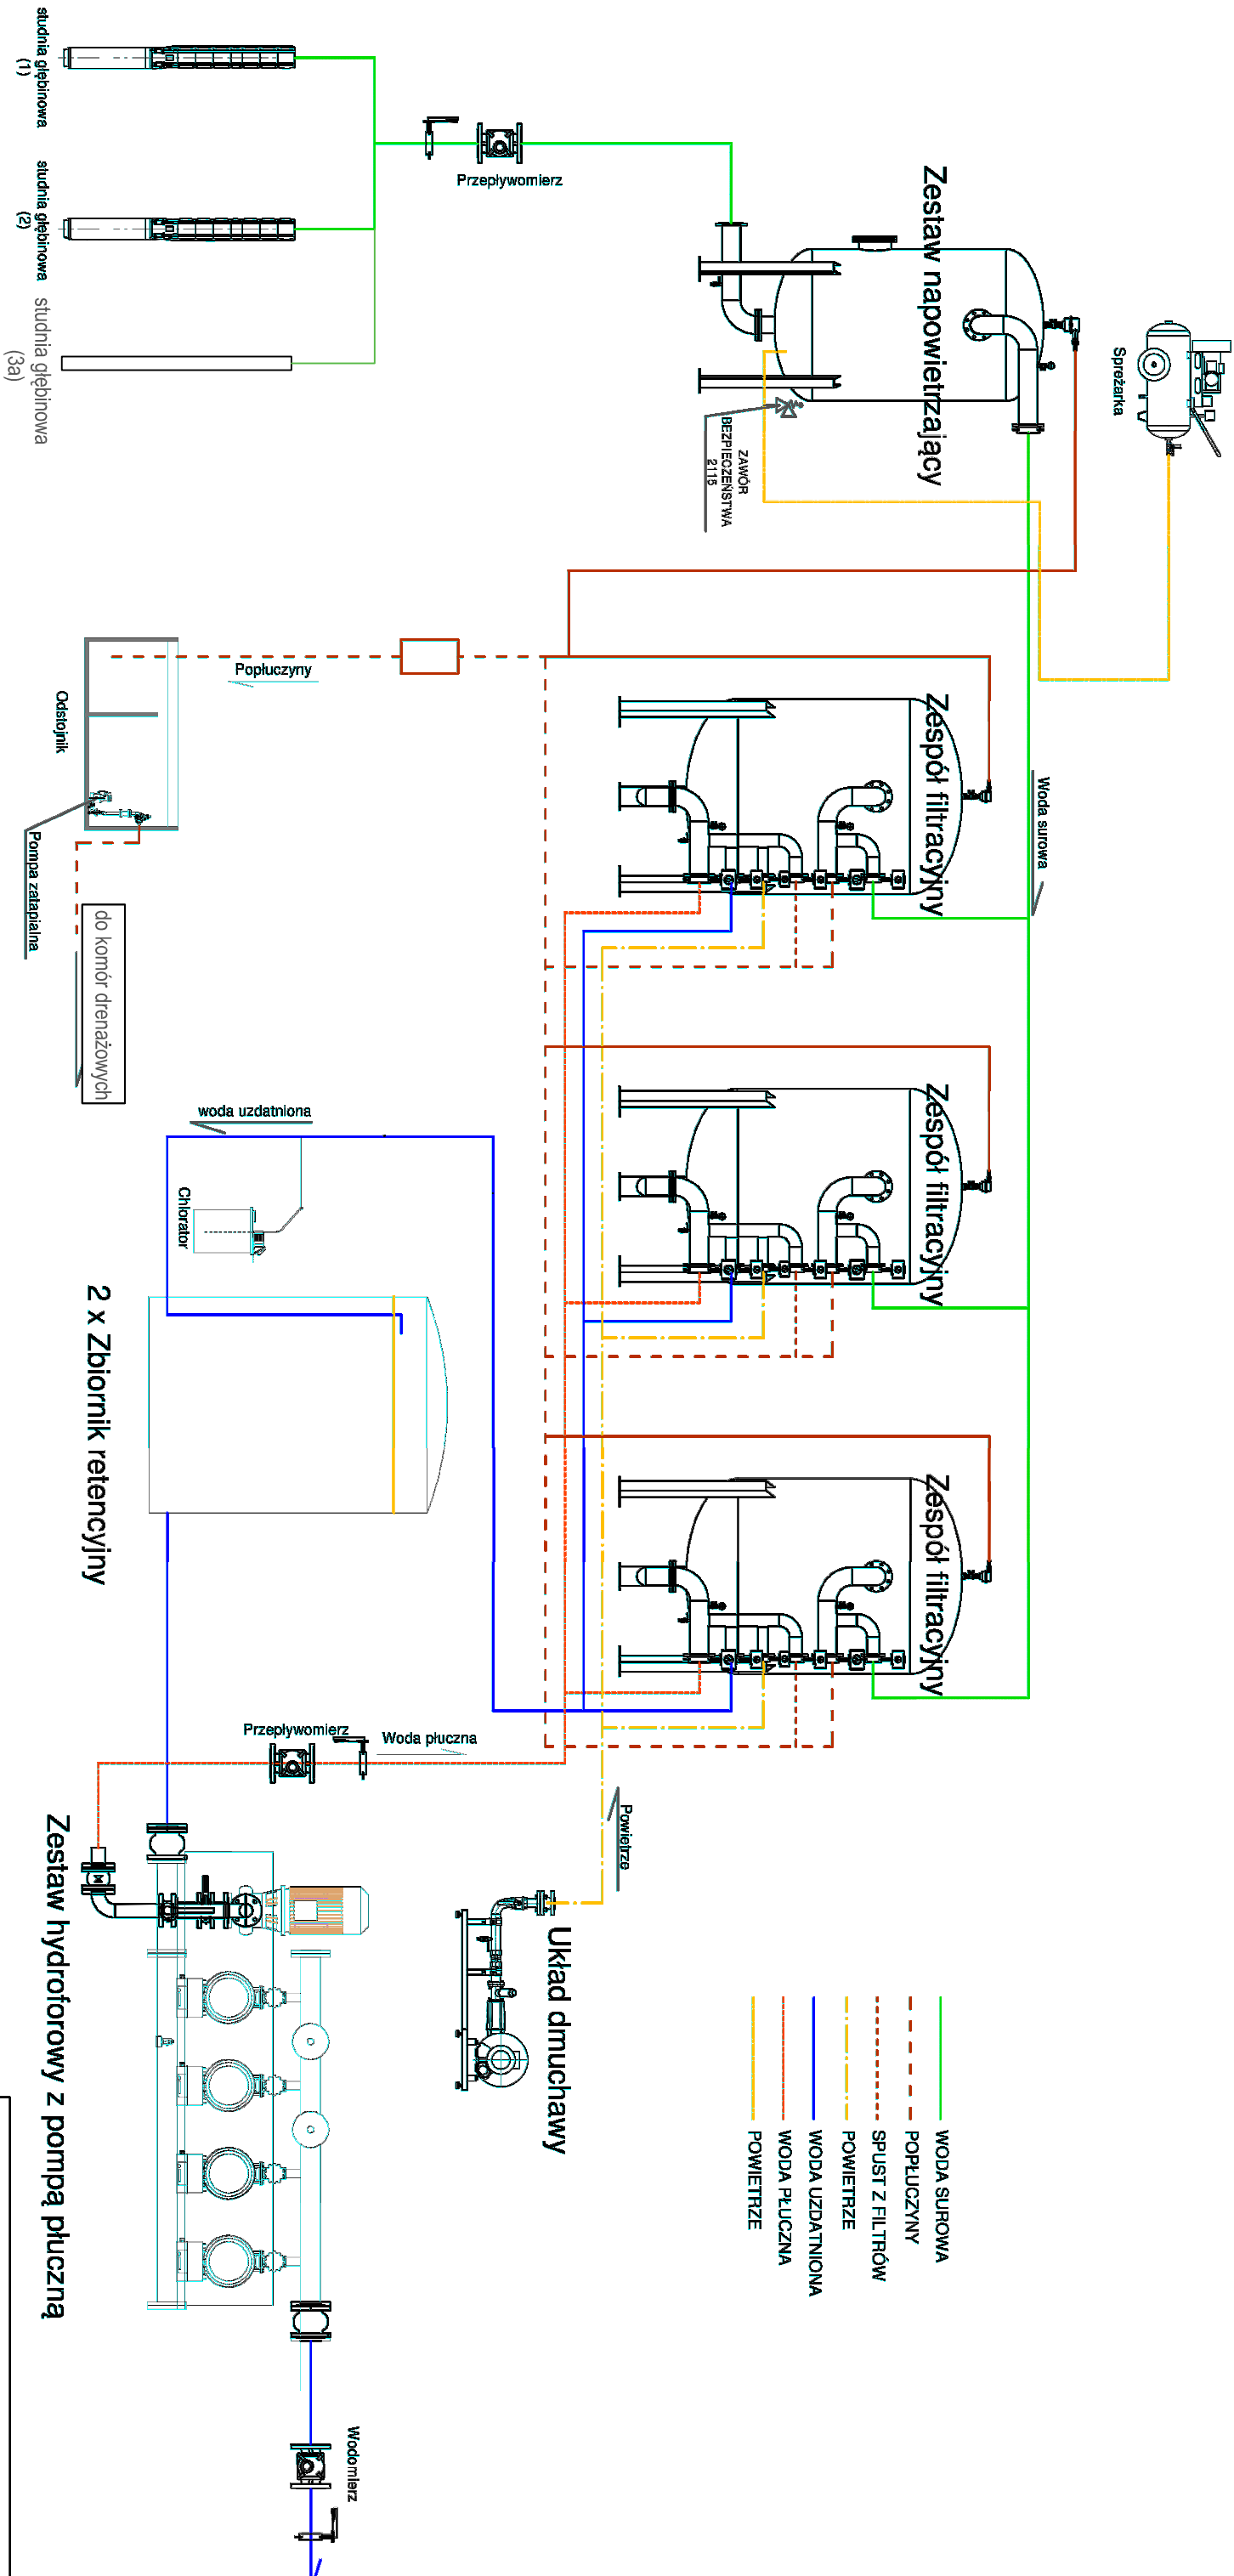 studnia głębinowa
(1)
studnia głębinowa
(2)
studnia głębinowa
(3a)
Przepływomierz
Zestaw napowietrzający
Sprężarka
ZAWÓR
BEZPIECZEŃSTWA
2115
Popłuczyny
Odstojnik
Pompa zatapialna
do komór drenażowych
Woda surowa
Zespół filtracyjny
Zespół filtracyjny
Zespół filtracyjny
woda uzdatniona
Chlorator
2 x Zbiornik retencyjny
Przepływomierz
Woda płuczna
Powietrze
Układ dmuchawy
Zestaw hydroforowy z pompą płuczną
Wodomierz
WODA SUROWA
POPŁUCZYNY
SPUST Z FILTRÓW
POWIETRZE
WODA UZDATNIONA
WODA PŁUCZNA
POWIETRZE